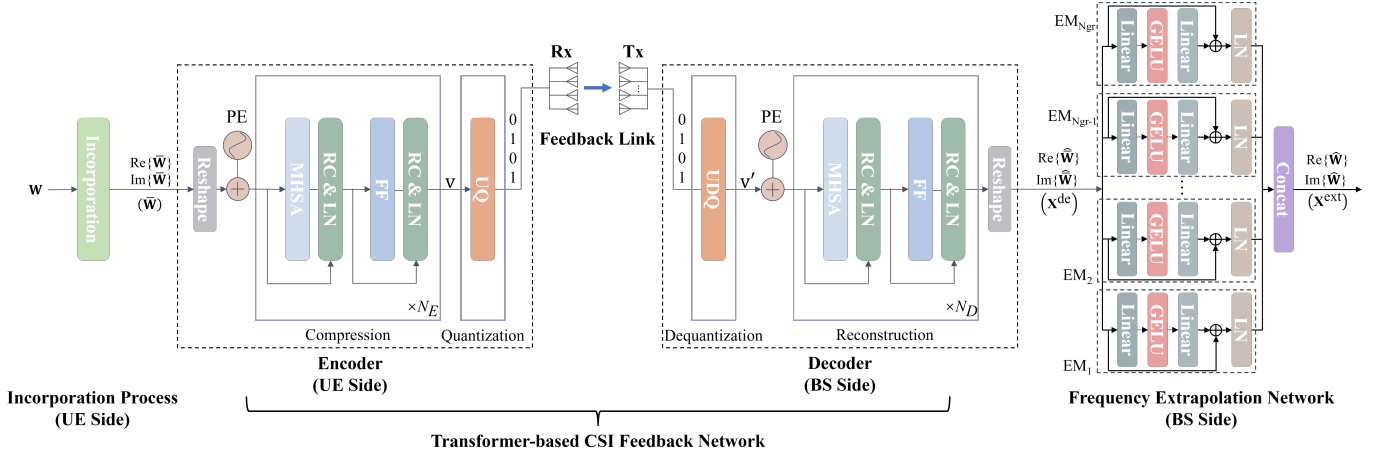 W
Incorporation
Re{W̅}
Im{W̅}
(W̅)
Incorporation Process
(UE Side)
Reshape
PE
MHSA
RC & LN
FF
RC & LN
×N_E
Compression
V
UQ
Quantization
0
1
0
1
Encoder
(UE Side)
Rx
Tx
Feedback Link
0
1
0
1
UDQ
Dequantization
V′
PE
MHSA
RC & LN
FF
RC & LN
×N_D
Reconstruction
Reshape
Decoder
(BS Side)
Transformer-based CSI Feedback Network
Re{W̅̂}
Im{W̅̂}
(X^de)
EM_Ngr
Linear
GELU
Linear
LN
EM_Ngr-1
Linear
GELU
Linear
LN
EM_2
Linear
GELU
Linear
LN
EM_1
Linear
GELU
Linear
LN
Concat
Re{Ŵ}
Im{Ŵ}
(X^ext)
Frequency Extrapolation Network
(BS Side)